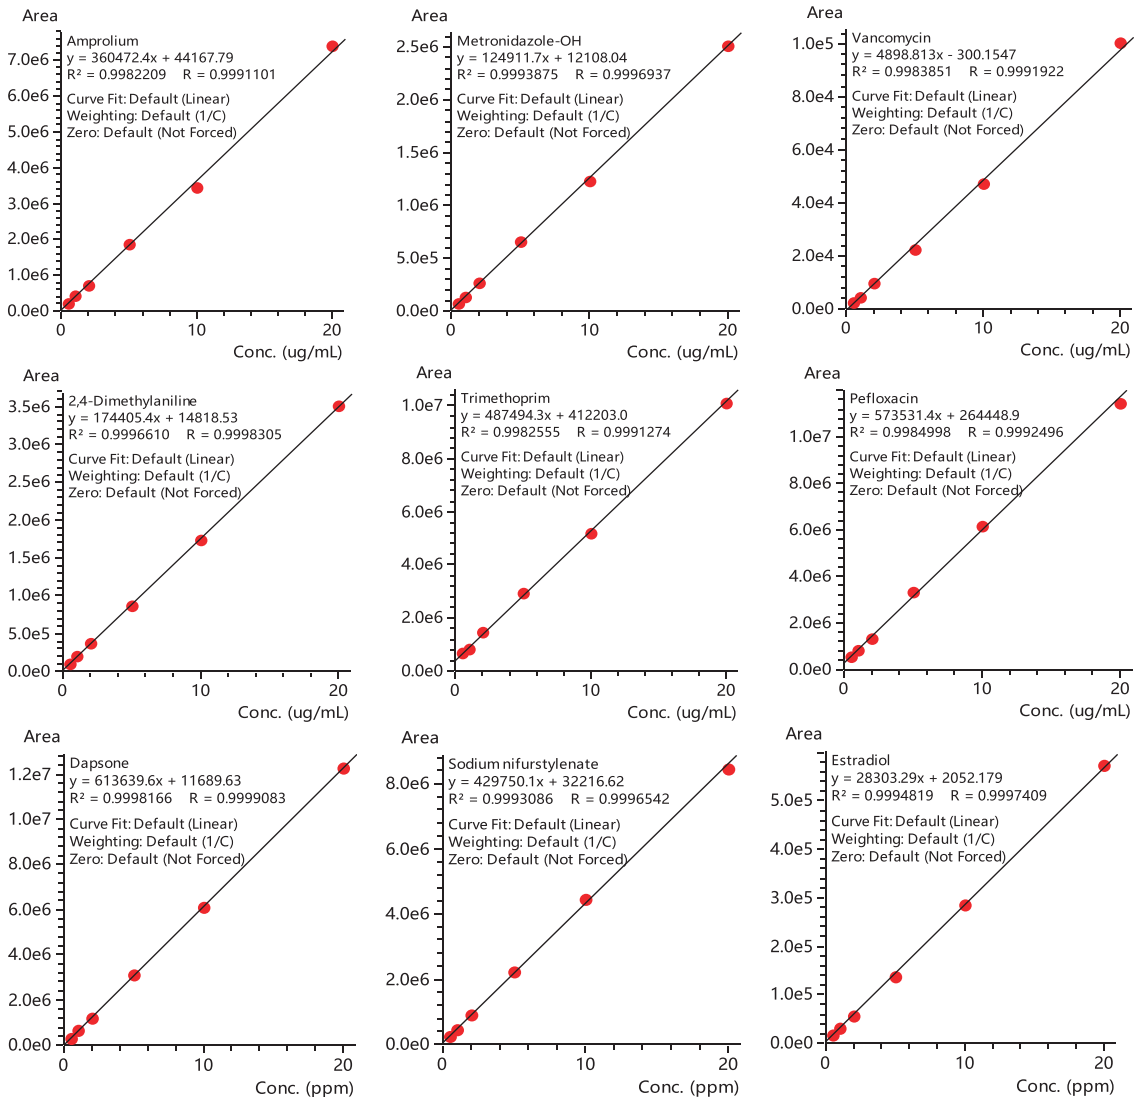 Area
Amprolium
y = 360472.4x + 44167.79
R² = 0.9982209 R = 0.9991101
Curve Fit: Default (Linear)
Weighting: Default (1/C)
Zero: Default (Not Forced)
7.0e6
6.0e6
5.0e6
4.0e6
3.0e6
2.0e6
1.0e6
0.0e0
0 10 20
Conc. (ug/mL)
Area
Metronidazole-OH
y = 124911.7x + 12108.04
R² = 0.9993875 R = 0.9996937
Curve Fit: Default (Linear)
Weighting: Default (1/C)
Zero: Default (Not Forced)
2.5e6
2.0e6
1.5e6
1.0e6
5.0e5
0.0e0
0 10 20
Conc. (ug/mL)
Area
Vancomycin
y = 4898.813x - 300.1547
R² = 0.9983851 R = 0.9991922
Curve Fit: Default (Linear)
Weighting: Default (1/C)
Zero: Default (Not Forced)
1.0e5
8.0e4
6.0e4
4.0e4
2.0e4
0.0e0
0 10 20
Conc. (ug/mL)
Area
2,4-Dimethylaniline
y = 174405.4x + 14818.53
R² = 0.9996610 R = 0.9998305
Curve Fit: Default (Linear)
Weighting: Default (1/C)
Zero: Default (Not Forced)
3.5e6
3.0e6
2.5e6
2.0e6
1.5e6
1.0e6
5.0e5
0.0e0
0 10 20
Conc. (ug/mL)
Area
Trimethoprim
y = 487494.3x + 412203.0
R² = 0.9982555 R = 0.9991274
Curve Fit: Default (Linear)
Weighting: Default (1/C)
Zero: Default (Not Forced)
1.0e7
8.0e6
6.0e6
4.0e6
2.0e6
0.0e0
0 10 20
Conc. (ug/mL)
Area
Pefloxacin
y = 573531.4x + 264448.9
R² = 0.9984998 R = 0.9992496
Curve Fit: Default (Linear)
Weighting: Default (1/C)
Zero: Default (Not Forced)
1.0e7
8.0e6
6.0e6
4.0e6
2.0e6
0.0e0
0 10 20
Conc. (ug/mL)
Area
Dapsone
y = 613639.6x + 11689.63
R² = 0.9998166 R = 0.9999083
Curve Fit: Default (Linear)
Weighting: Default (1/C)
Zero: Default (Not Forced)
1.2e7
1.0e7
8.0e6
6.0e6
4.0e6
2.0e6
0.0e0
0 10 20
Conc. (ppm)
Area
Sodium nifurstylenate
y = 429750.1x + 32216.62
R² = 0.9993086 R = 0.9996542
Curve Fit: Default (Linear)
Weighting: Default (1/C)
Zero: Default (Not Forced)
8.0e6
6.0e6
4.0e6
2.0e6
0.0e0
0 10 20
Conc. (ppm)
Area
Estradiol
y = 28303.29x + 2052.179
R² = 0.9994819 R = 0.9997409
Curve Fit: Default (Linear)
Weighting: Default (1/C)
Zero: Default (Not Forced)
5.0e5
4.0e5
3.0e5
2.0e5
1.0e5
0.0e0
0 10 20
Conc. (ppm)